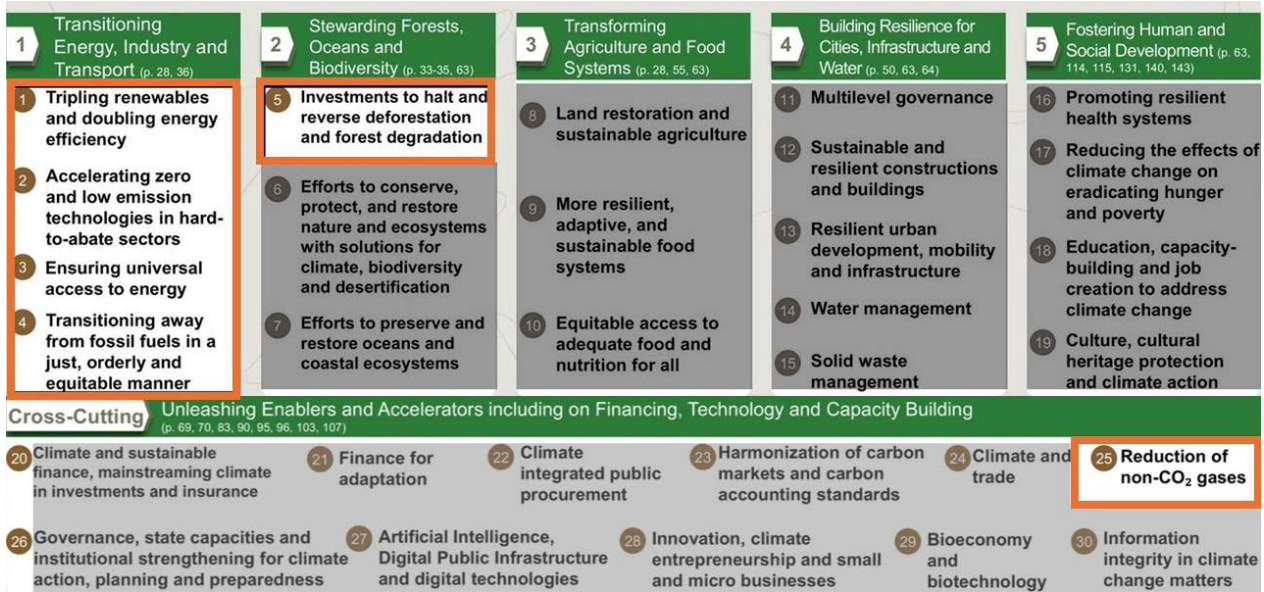 1
Transitioning
Energy, Industry and
Transport (p. 28, 36)
1 Tripling renewables
and doubling energy
efficiency
2 Accelerating zero
and low emission
technologies in hard-
to-abate sectors
3 Ensuring universal
access to energy
4 Transitioning away
from fossil fuels in a
just, orderly and
equitable manner
2
Stewarding Forests,
Oceans and
Biodiversity (p. 33-35, 63)
5 Investments to halt and
reverse deforestation
and forest degradation
6 Efforts to conserve,
protect, and restore
nature and ecosystems
with solutions for
climate, biodiversity
and desertification
7 Efforts to preserve and
restore oceans and
coastal ecosystems
3
Transforming
Agriculture and Food
Systems (p. 28, 55, 63)
8 Land restoration and
sustainable agriculture
9 More resilient,
adaptive, and
sustainable food
systems
10 Equitable access to
adequate food and
nutrition for all
4
Building Resilience for
Cities, Infrastructure and
Water (p. 50, 63, 64)
11 Multilevel governance
12 Sustainable and
resilient constructions
and buildings
13 Resilient urban
development, mobility
and infrastructure
14 Water management
15 Solid waste
management
5
Fostering Human and
Social Development (p. 63,
114, 115, 131, 140, 143)
16 Promoting resilient
health systems
17 Reducing the effects of
climate change on
eradicating hunger
and poverty
18 Education, capacity-
building and job
creation to address
climate change
19 Culture, cultural
heritage protection
and climate action
Cross-Cutting
Unleashing Enablers and Accelerators including on Financing, Technology and Capacity Building
(p. 69, 70, 83, 90, 95, 96, 103, 107)
20 Climate and sustainable
finance, mainstreaming climate
in investments and insurance
21 Finance for
adaptation
22 Climate
integrated public
procurement
23 Harmonization of carbon
markets and carbon
accounting standards
24 Climate and
trade
25 Reduction of
non-CO₂ gases
26 Governance, state capacities and
institutional strengthening for climate
action, planning and preparedness
27 Artificial Intelligence,
Digital Public Infrastructure
and digital technologies
28 Innovation, climate
entrepreneurship and small
and micro businesses
29 Bioeconomy
and
biotechnology
30 Information
integrity in climate
change matters